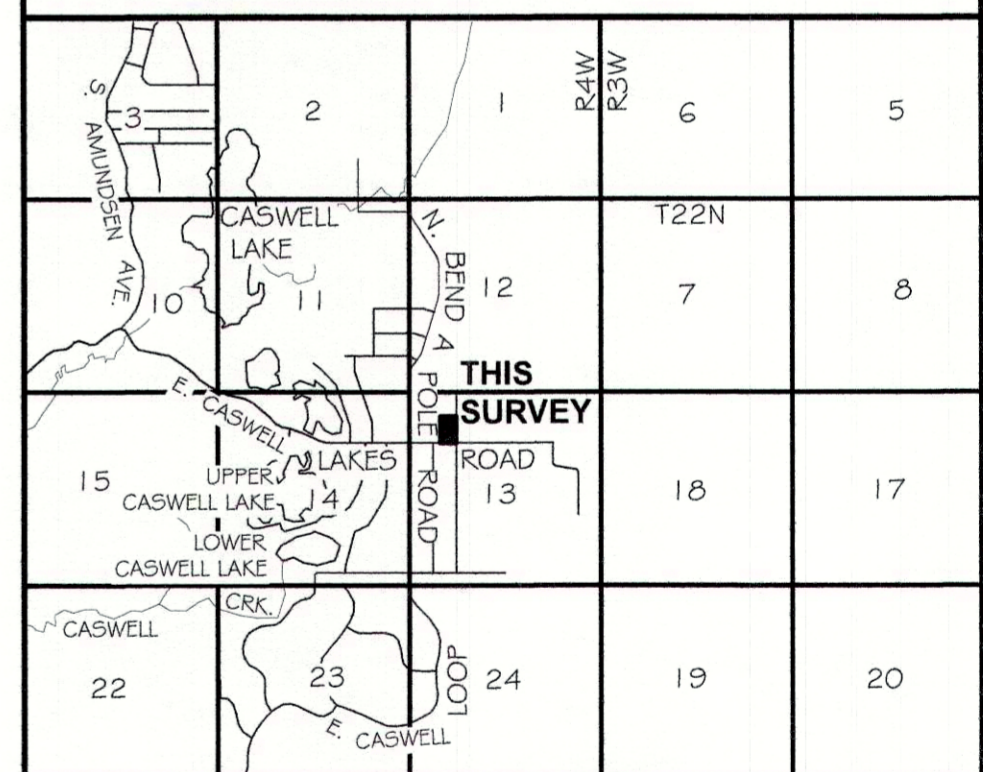 S. AMUNDSEN AVE.
3
2
1
R4W
R3W
6
5
CASWELL
LAKE
T22N
N. BEND A POLE ROAD
10
11
12
7
8
THIS
SURVEY
E. CASWELL LAKES ROAD
15
UPPER
CASWELL LAKE
14
13
18
17
LOWER
CASWELL LAKE
CRK.
CASWELL
22
23
LOOP
24
19
20
E. CASWELL